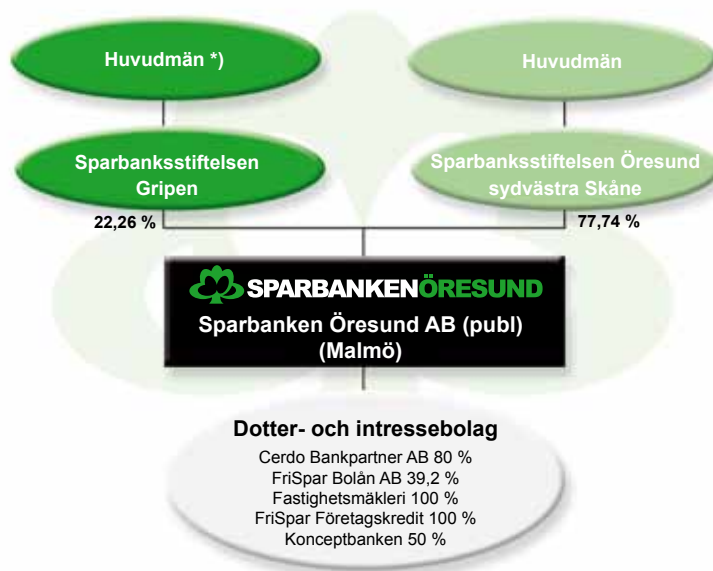 Huvudmän *)
Huvudmän
Sparbanksstiftelsen
Gripen
Sparbanksstiftelsen Öresund
sydvästra Skåne
22,26 %
77,74 %
SPARBANKENÖRESUND
Sparbanken Öresund AB (publ)
(Malmö)
Dotter- och intressebolag
Cerdo Bankpartner AB 80 %
FriSpar Bolån AB 39,2 %
Fastighetsmäkleri 100 %
FriSpar Företagskredit 100 %
Konceptbanken 50 %